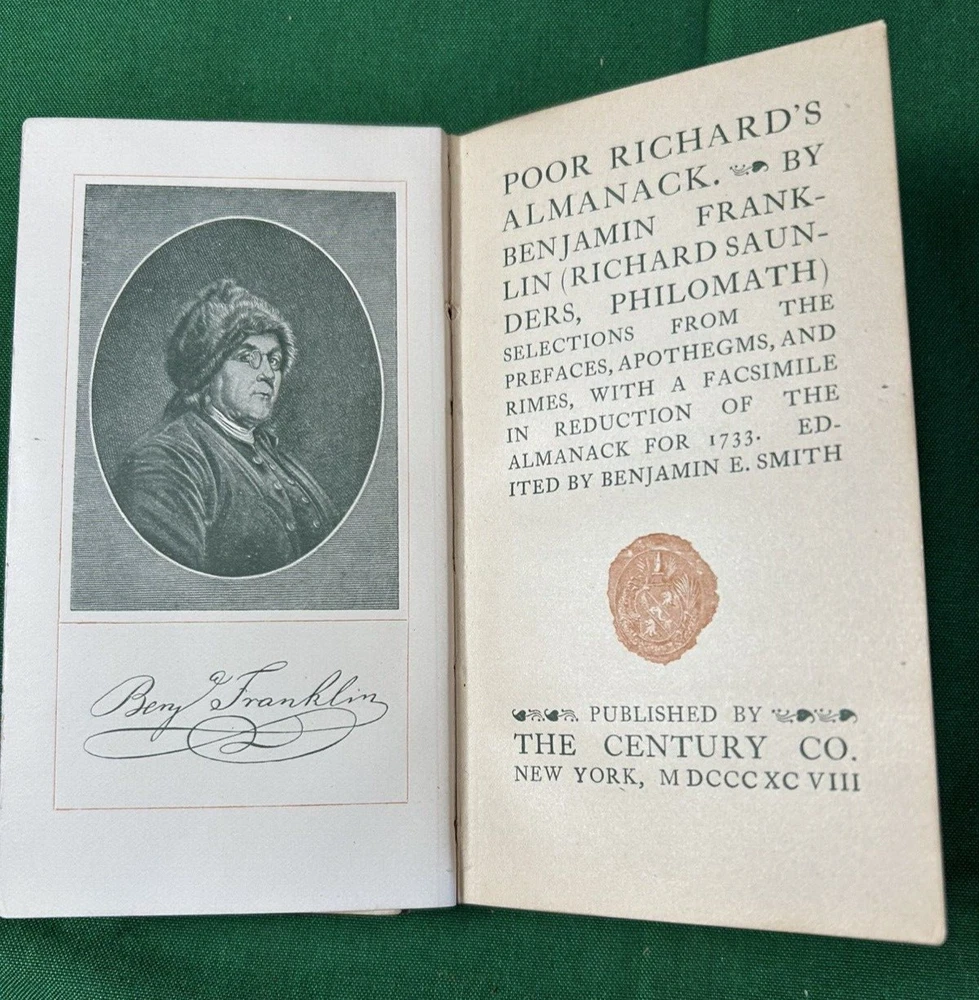 Benjᵃ Franklin
POOR RICHARD'S
ALMANACK. BY
BENJAMIN FRANK-
LIN (RICHARD SAUN-
DERS, PHILOMATH)
SELECTIONS FROM THE
PREFACES, APOTHEGMS, AND
RIMES, WITH A FACSIMILE
IN REDUCTION OF THE
ALMANACK FOR 1733. ED-
ITED BY BENJAMIN E. SMITH
PUBLISHED BY
THE CENTURY CO.
NEW YORK, MDCCCXCVIII